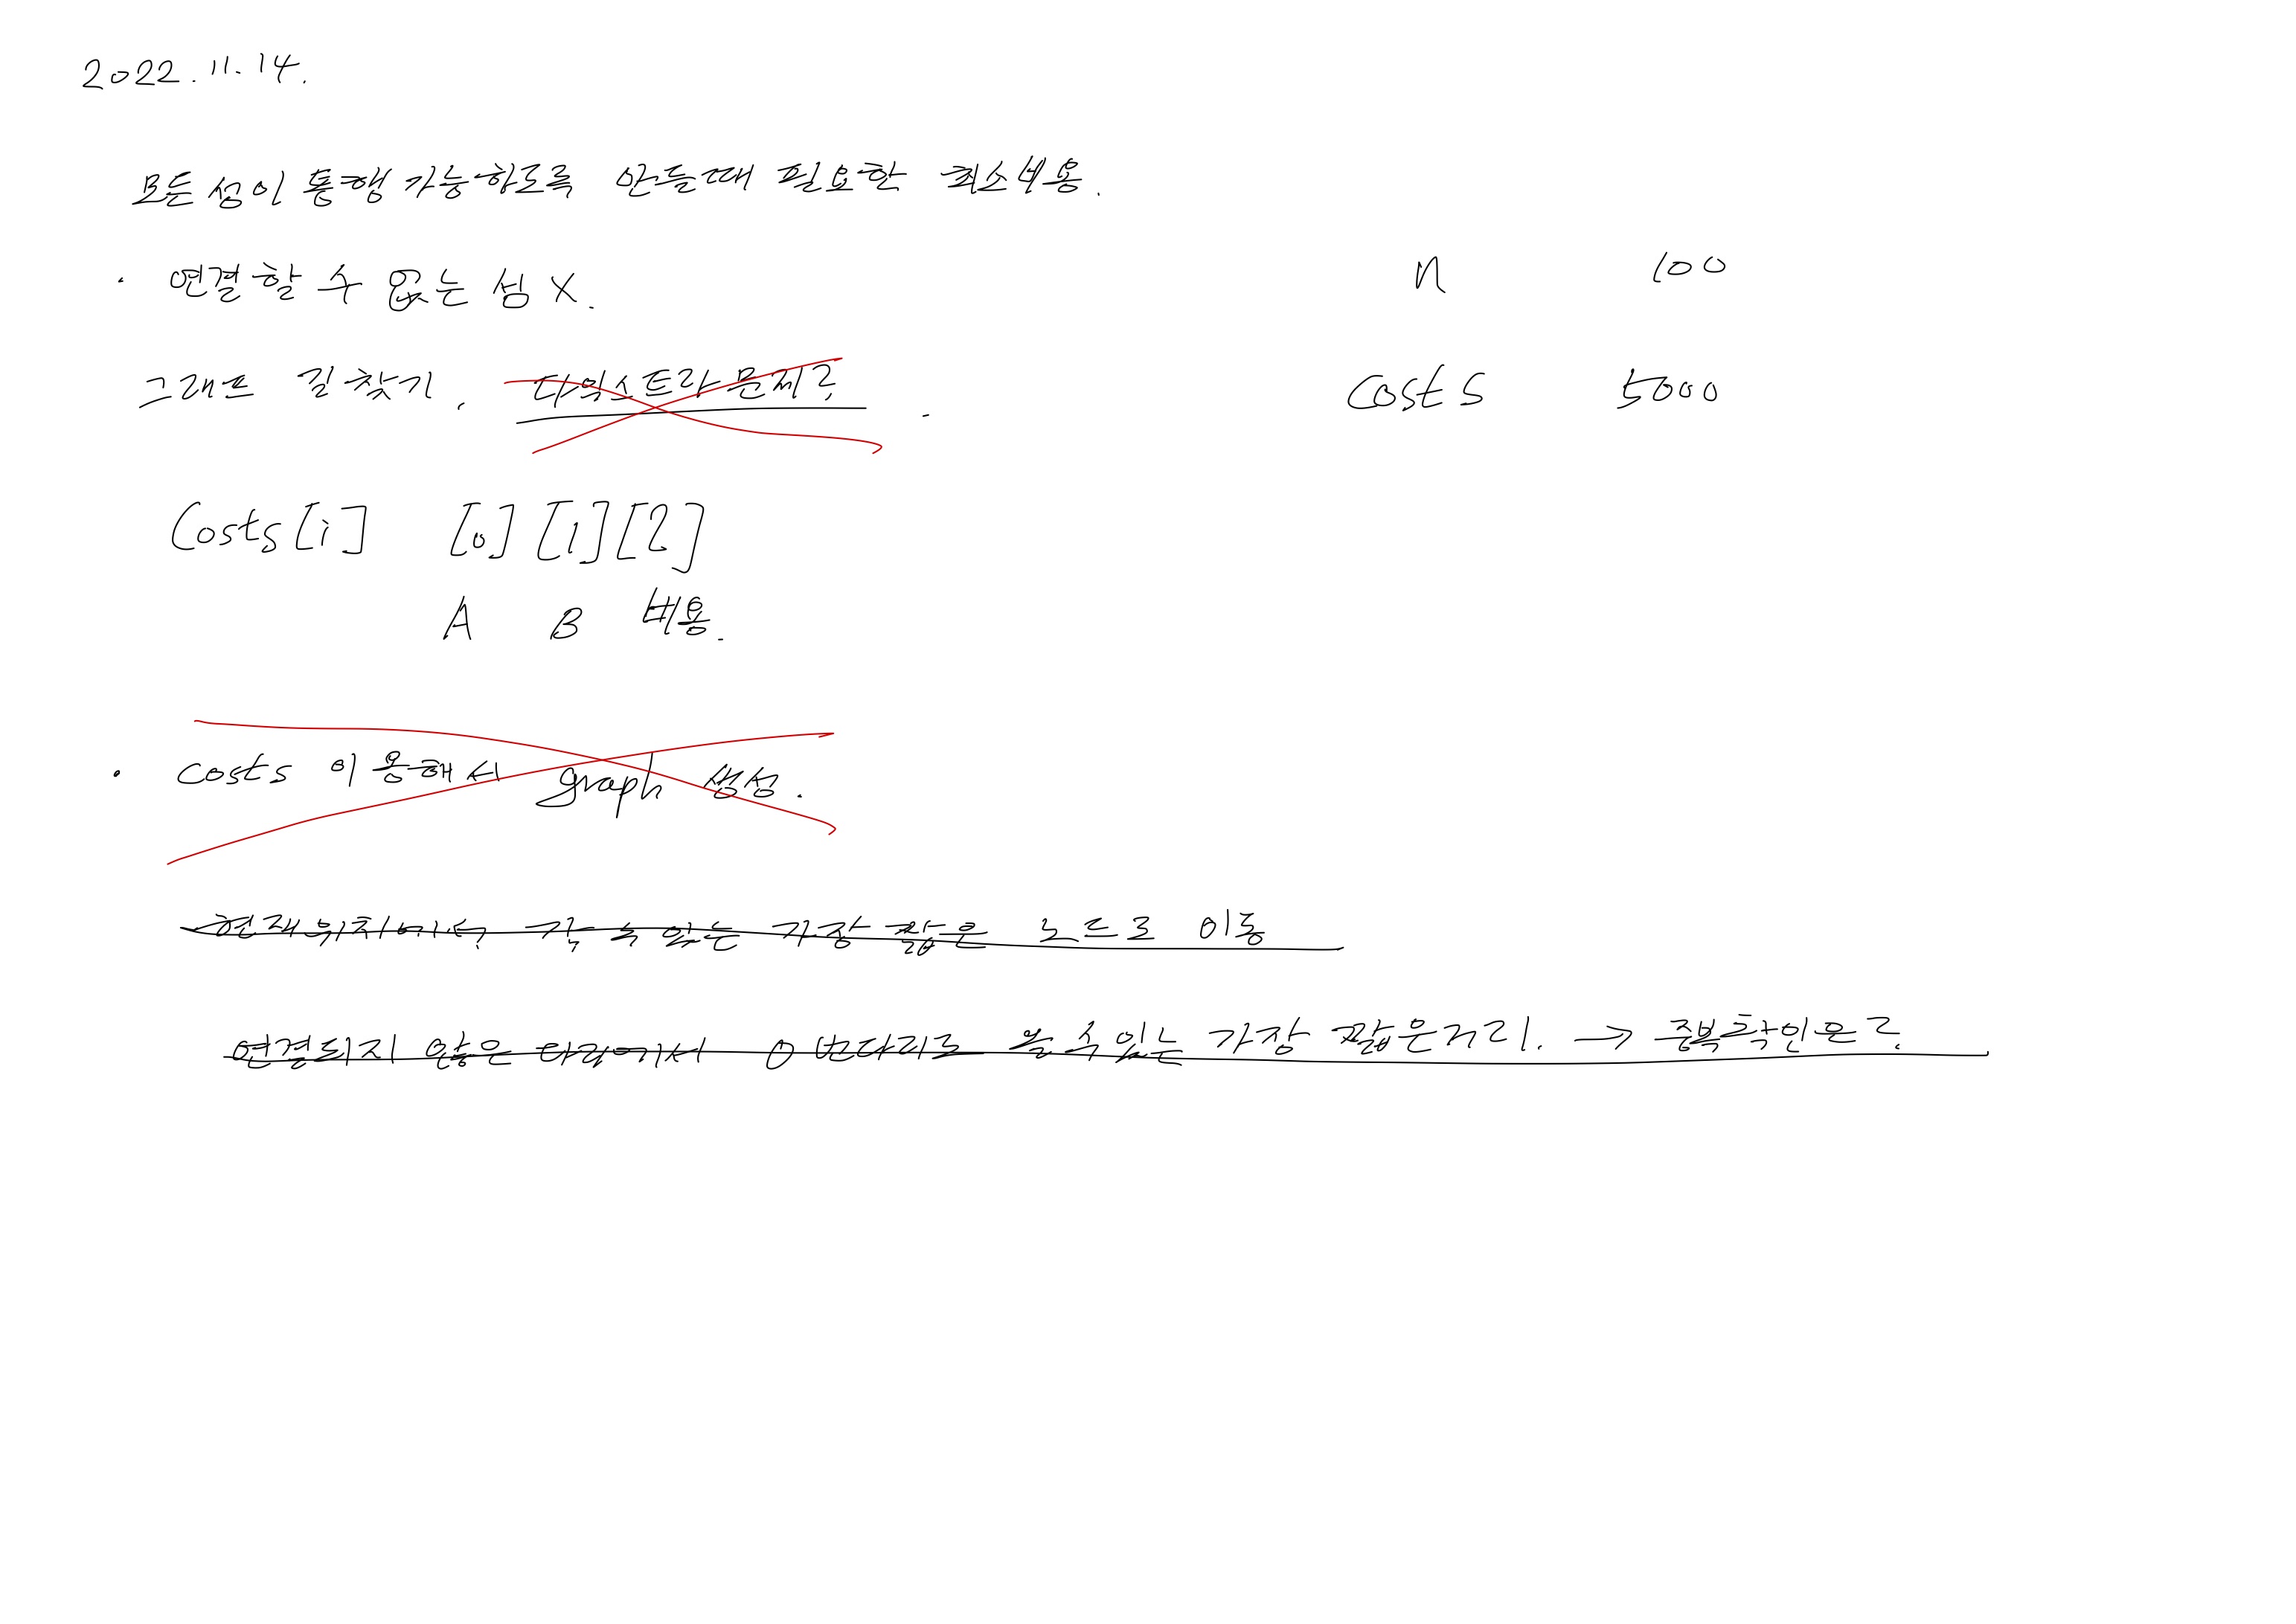 2022.11.14.
모든 섬이 통행 가능하도록 만들때 필요한 최소비용.
· 연결할 수 없는 섬 X.
n 100
그래프 길찾기. 다익스트라 문제?.
costs 5000
Costs[i] [0][1][2]
A B 비용.
· costs 이용해서 graph 생성.
현재위치에서 갈 수 있는 가장 짧은 노드로 이동
연결되지 않은 다리에서 0번다리로 올 수 있는 가장 짧은거리. → 중복확인은?